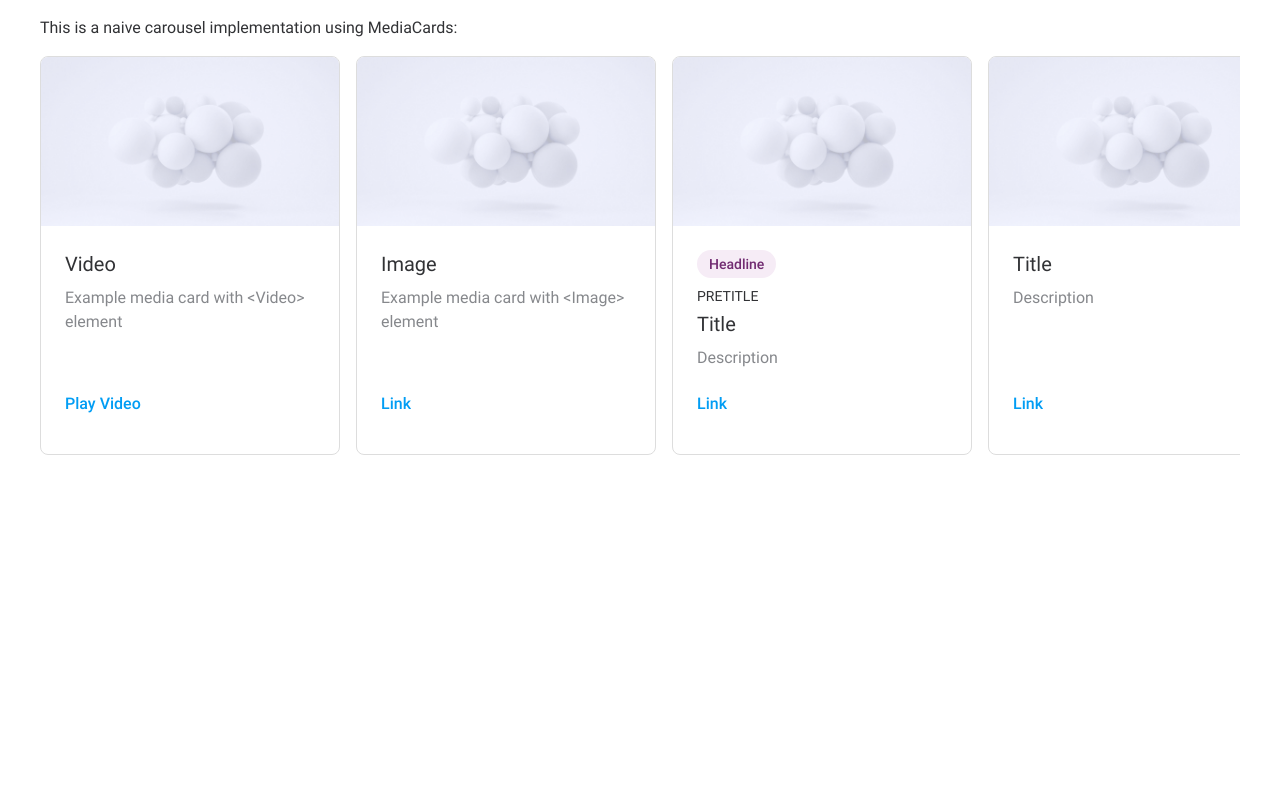 This is a naive carousel implementation using MediaCards:
Video
Example media card with <Video>
element
Play Video
Image
Example media card with <Image>
element
Link
Headline
PRETITLE
Title
Description
Link
Title
Description
Link